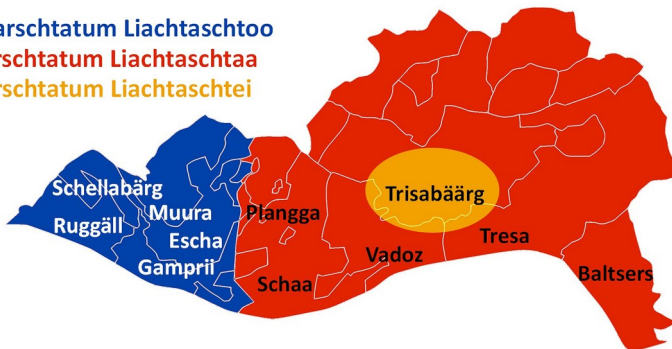 arschtatum Liachtaschtoo
rschtatum Liachtaschtaa
rschtatum Liachtaschtei
Schellabärg
Ruggäll
Muura
Escha
Gamprii
Plangga
Schaa
Trisabäärg
Vadoz
Tresa
Baltsers